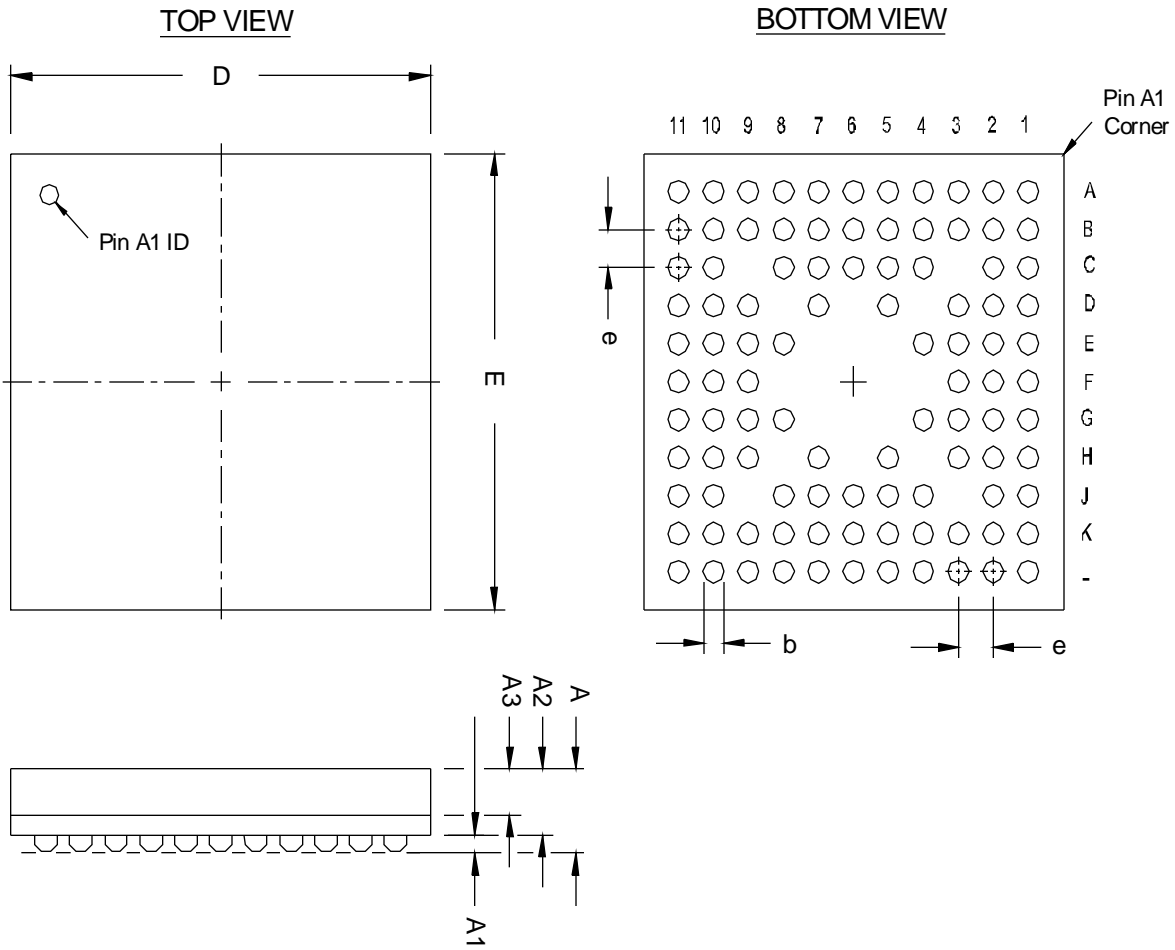 TOP VIEW
BOTTOM VIEW
D
Pin A1
Corner
11 10 9 8 7 6 5 4 3 2 1
Pin A1 ID
A
B
C
D
E
F
G
H
J
K
-
e
E
b
e
A3
A2
A
A1